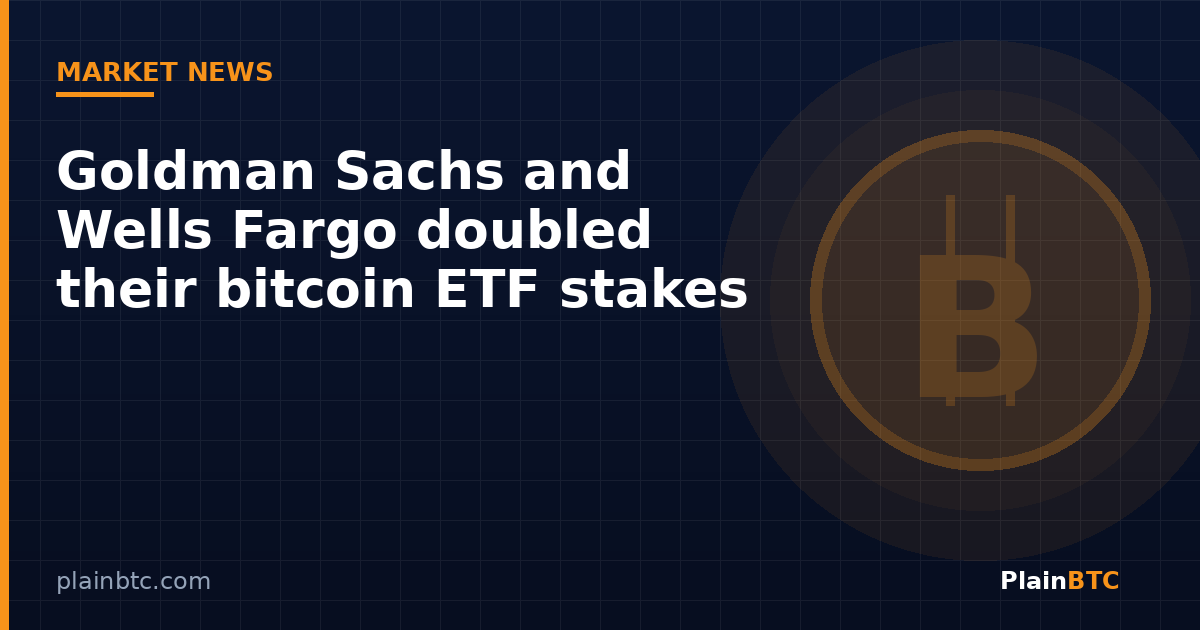 MARKET NEWS
Goldman Sachs and
Wells Fargo doubled
their bitcoin ETF stakes
plainbtc.com
PlainBTC